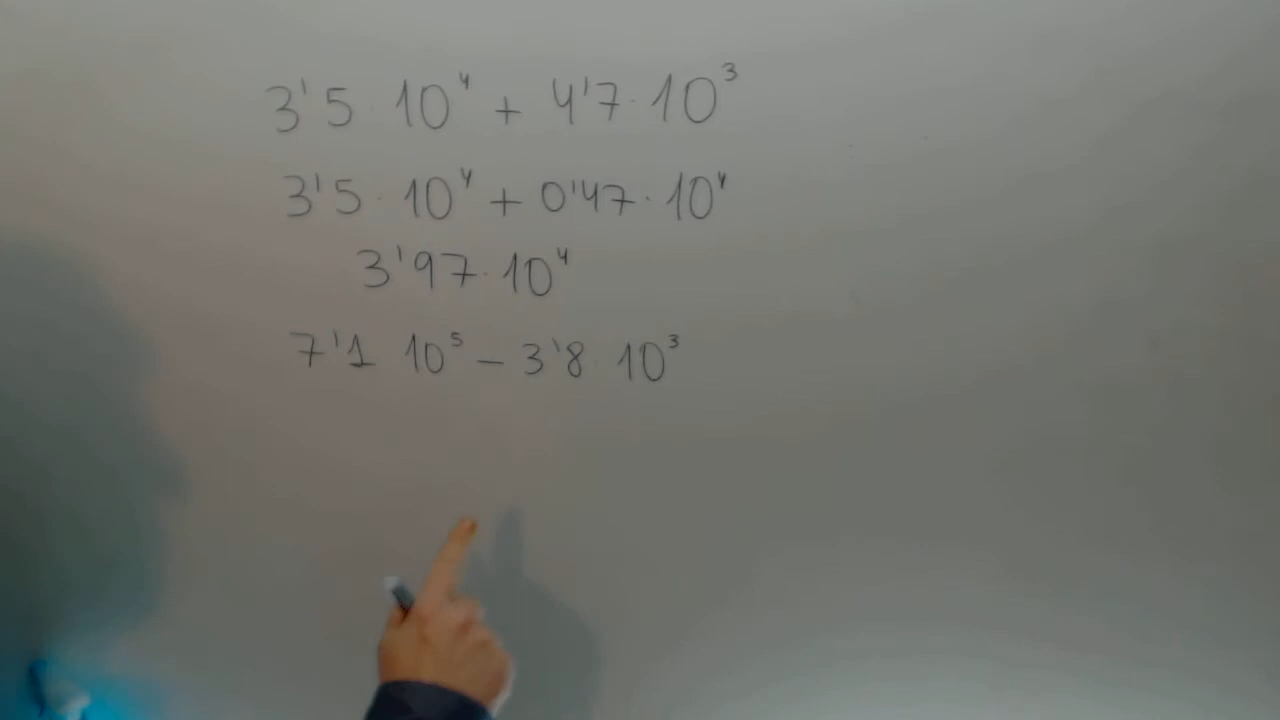 3'5 · 10⁴ + 4'7 · 10³
3'5 · 10⁴ + 0'47 · 10⁴
3'97 · 10⁴
7'1 10⁵ - 3'8 · 10³